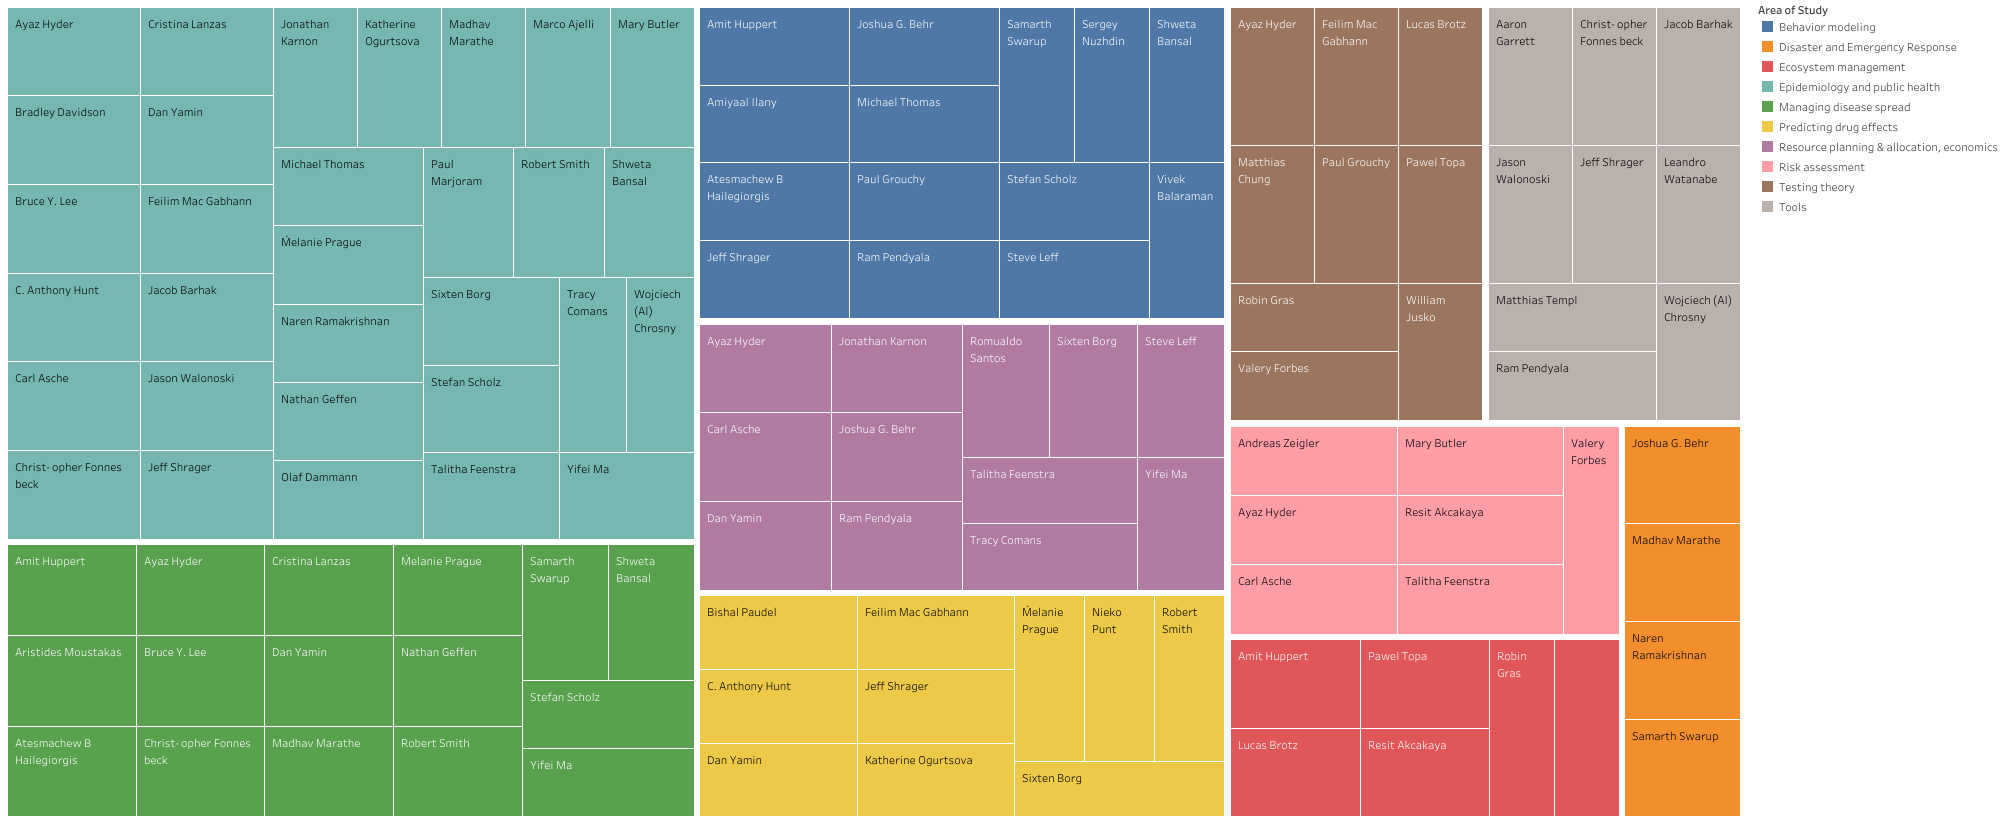 Ayaz Hyder
Cristina Lanzas
Jonathan
Karnon
Katherine
Ogurtsova
Madhav
Marathe
Marco Ajelli
Mary Butler
Bradley Davidson
Dan Yamin
Bruce Y. Lee
Feilim Mac Gabhann
C. Anthony Hunt
Jacob Barhak
Carl Asche
Jason Walonoski
Christ- opher Fonnes
beck
Jeff Shrager
Michael Thomas
Ḿelanie Prague
Naren Ramakrishnan
Nathan Geffen
Olaf Dammann
Paul
Marjoram
Robert Smith
Shweta
Bansal
Sixten Borg
Stefan Scholz
Tracy
Comans
Wojciech
(Al)
Chrosny
Talitha Feenstra
Yifei Ma
Amit Huppert
Ayaz Hyder
Cristina Lanzas
Ḿelanie Prague
Samarth
Swarup
Shweta
Bansal
Aristides Moustakas
Bruce Y. Lee
Dan Yamin
Nathan Geffen
Stefan Scholz
Atesmachew B
Hailegiorgis
Christ- opher Fonnes
beck
Madhav Marathe
Robert Smith
Yifei Ma
Amit Huppert
Joshua G. Behr
Samarth
Swarup
Sergey
Nuzhdin
Shweta
Bansal
Amiyaal Ilany
Michael Thomas
Atesmachew B
Hailegiorgis
Paul Grouchy
Stefan Scholz
Vivek
Balaraman
Jeff Shrager
Ram Pendyala
Steve Leff
Ayaz Hyder
Jonathan Karnon
Romualdo
Santos
Sixten Borg
Steve Leff
Carl Asche
Joshua G. Behr
Talitha Feenstra
Yifei Ma
Dan Yamin
Ram Pendyala
Tracy Comans
Bishal Paudel
Feilim Mac Gabhann
Ḿelanie
Prague
Nieko
Punt
Robert
Smith
C. Anthony Hunt
Jeff Shrager
Dan Yamin
Katherine Ogurtsova
Sixten Borg
Ayaz Hyder
Feilim Mac
Gabhann
Lucas Brotz
Matthias
Chung
Paul Grouchy
Pawel Topa
Robin Gras
William
Jusko
Valery Forbes
Aaron
Garrett
Christ- opher
Fonnes beck
Jacob Barhak
Jason
Walonoski
Jeff Shrager
Leandro
Watanabe
Matthias Templ
Wojciech (Al)
Chrosny
Ram Pendyala
Andreas Zeigler
Mary Butler
Valery
Forbes
Ayaz Hyder
Resit Akcakaya
Carl Asche
Talitha Feenstra
Amit Huppert
Pawel Topa
Robin
Gras
Lucas Brotz
Resit Akcakaya
Joshua G. Behr
Madhav Marathe
Naren
Ramakrishnan
Samarth Swarup
Area of Study
Behavior modeling
Disaster and Emergency Response
Ecosystem management
Epidemiology and public health
Managing disease spread
Predicting drug effects
Resource planning & allocation, economics
Risk assessment
Testing theory
Tools